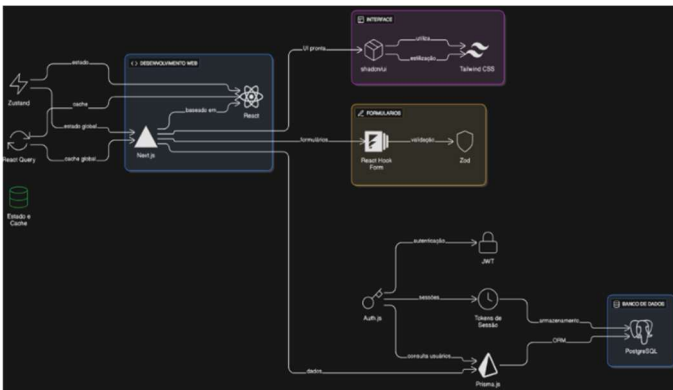 INTERFACE
UI pronta
utiliza
estilização
shadcn/ui
Tailwind CSS
DESENVOLVIMENTO WEB
estado
cache
baseado em
React
Zustand
estado global
React Query
cache global
Next.js
FORMULARIOS
formulários
validação
React Hook
Form
Zod
Estado e
Cache
autenticação
JWT
Auth.js
sessões
Tokens de
Sessão
armazenamento
BANCO DE DADOS
ORM
PostgreSQL
consulta usuários
dados
Prisma.js